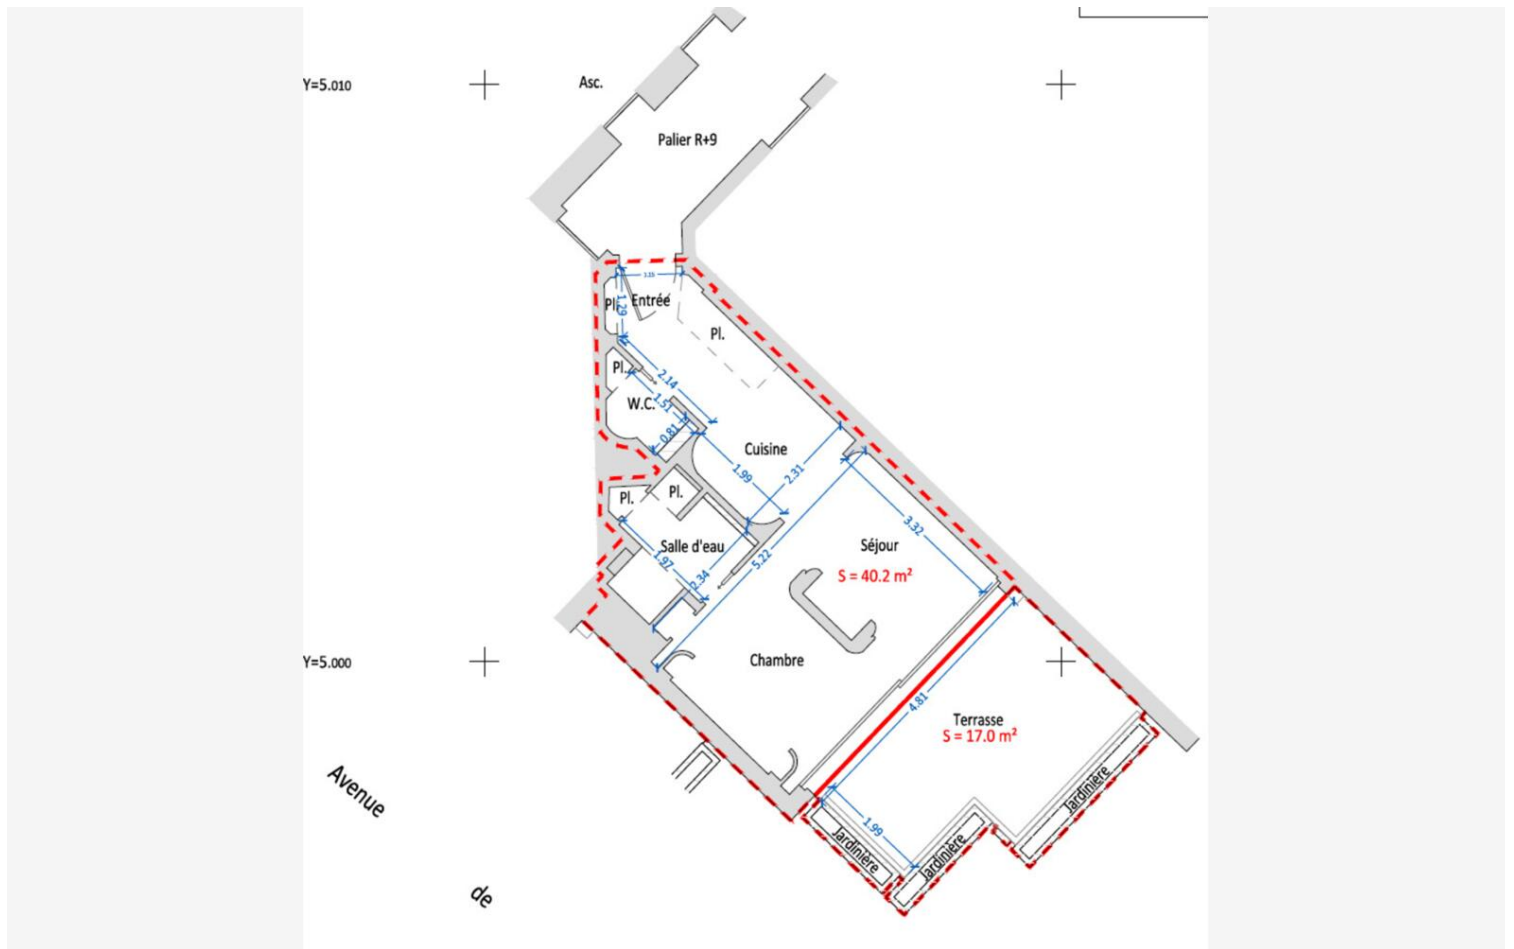 Y=5.010
Asc.
Palier R+9
1.15
Pl.
Entrée
1.29
Pl.
Pl.
2.14
1.51
W.C.
0.81
Cuisine
1.99
2.31
Pl.
Pl.
3.32
Salle d'eau
Séjour
1.97
2.34
5.22
S = 40.2 m²
Y=5.000
Chambre
4.81
Terrasse
S = 17.0 m²
Avenue
Jardinière
1.99
Jardinière
Jardinière
de